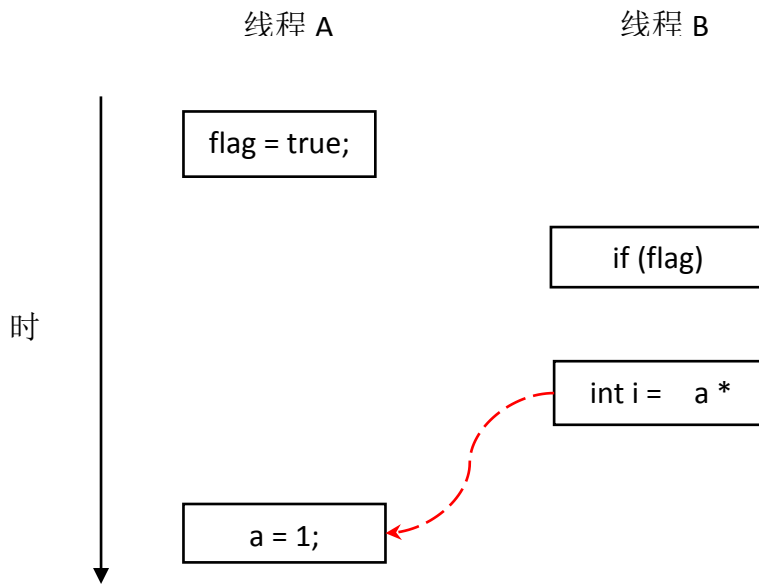 线程 A
线程 B
flag = true;
if (flag)
时
int i = a *
a = 1;